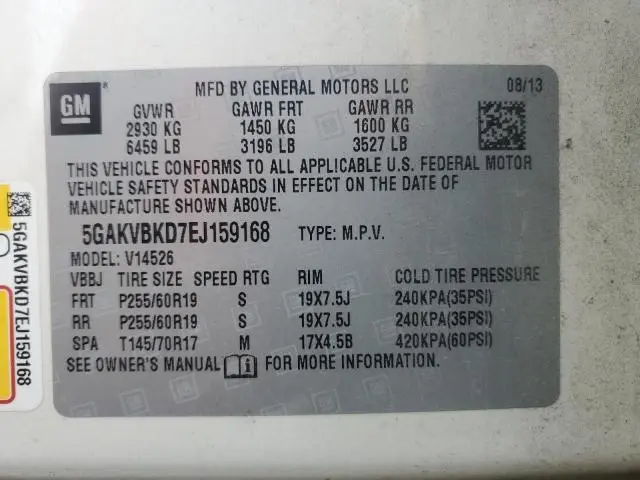 GM
MFD BY GENERAL MOTORS LLC 08/13
GVWR GAWR FRT GAWR RR
2930 KG 1450 KG 1600 KG
6459 LB 3196 LB 3527 LB
THIS VEHICLE CONFORMS TO ALL APPLICABLE U.S. FEDERAL MOTOR
VEHICLE SAFETY STANDARDS IN EFFECT ON THE DATE OF
MANUFACTURE SHOWN ABOVE.
5GAKVBKD7EJ159168 TYPE: M.P.V.
MODEL: V14526
VBBJ TIRE SIZE SPEED RTG RIM COLD TIRE PRESSURE
FRT P255/60R19 S 19X7.5J 240KPA(35PSI)
RR P255/60R19 S 19X7.5J 240KPA(35PSI)
SPA T145/70R17 M 17X4.5B 420KPA(60PSI)
SEE OWNER'S MANUAL FOR MORE INFORMATION.
5GAKVBKD7EJ159168